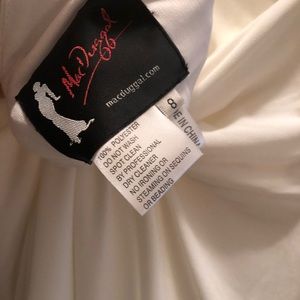 Mac Duggal
macduggal.com
8
E IN CHINA
100% POLYESTER
DO NOT WASH
SPOT CLEAN
BY PROFESSIONAL
DRY CLEANER
NO IRONING OR
STEAMING ON SEQUINS
OR BEADING